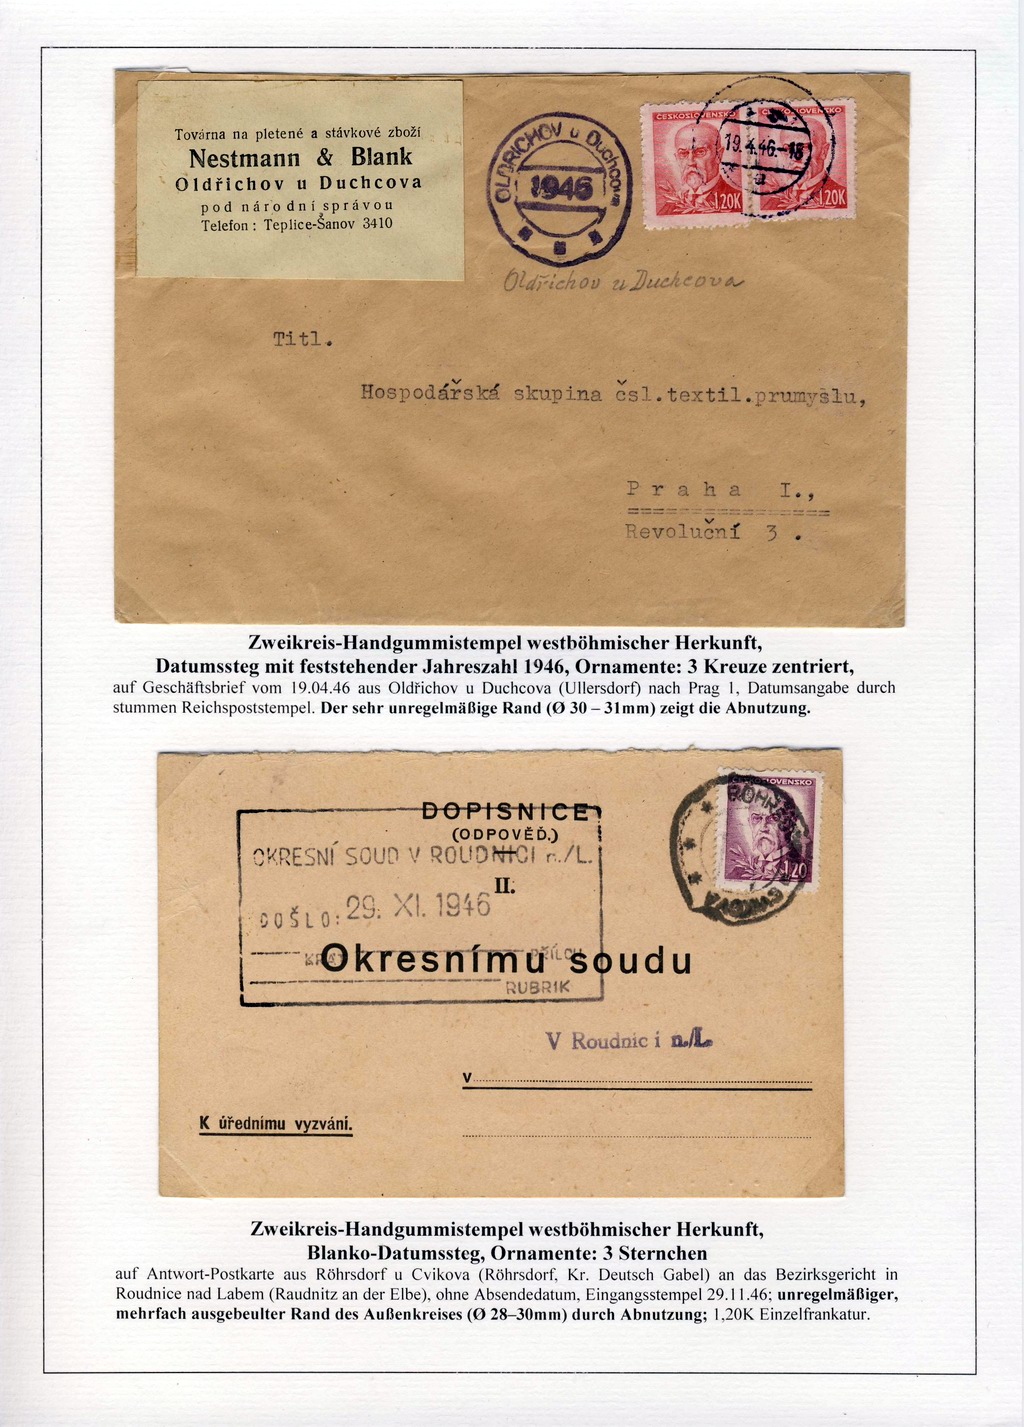 Továrna na pletené a stávkové zboží
Nestmann & Blank
Oldřichov u Duchcova
pod národní správou
Telefon: Teplice-Šanov 3410
OLDŘICHOV u Duchcova
1946
ČESKOSLOVENSKO
1.20K
1.20K
19.4.46.-18
a
Oldřichov u Duchcova
Titl.
Hospodářská skupina čsl.textil.prumyslu,
Praha I.,
Revoluční 3 .
Zweikreis-Handgummistempel westböhmischer Herkunft,
Datumssteg mit feststehender Jahreszahl 1946, Ornamente: 3 Kreuze zentriert,
auf Geschäftsbrief vom 19.04.46 aus Oldřichov u Duchcova (Ullersdorf) nach Prag 1, Datumsangabe durch
stummen Reichspoststempel. Der sehr unregelmäßige Rand (Ø 30 – 31mm) zeigt die Abnutzung.
DOPISNICE
(ODPOVĚĎ.)
OKRESNÍ SOUD V ROUDNICI n./L.
II.
DOŠLO: 29. XI. 1946
KRÁT PŘÍLOH
Okresnímu soudu
RUBRIK
1.20
CVIKOVA
V Roudnici n./L.
V
K úřednímu vyzvání.
Zweikreis-Handgummistempel westböhmischer Herkunft,
Blanko-Datumssteg, Ornamente: 3 Sternchen
auf Antwort-Postkarte aus Röhrsdorf u Cvikova (Röhrsdorf, Kr. Deutsch Gabel) an das Bezirksgericht in
Roudnice nad Labem (Raudnitz an der Elbe), ohne Absendedatum, Eingangsstempel 29.11.46; unregelmäßiger,
mehrfach ausgebeulter Rand des Außenkreises (Ø 28–30mm) durch Abnutzung; 1,20K Einzelfrankatur.